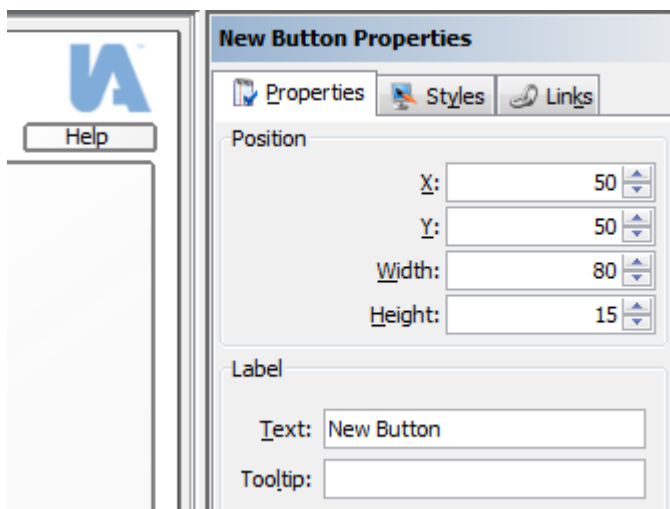 New Button Properties
Properties Styles Links
Help
Position
X: 50
Y: 50
Width: 80
Height: 15
Label
Text: New Button
Tooltip: